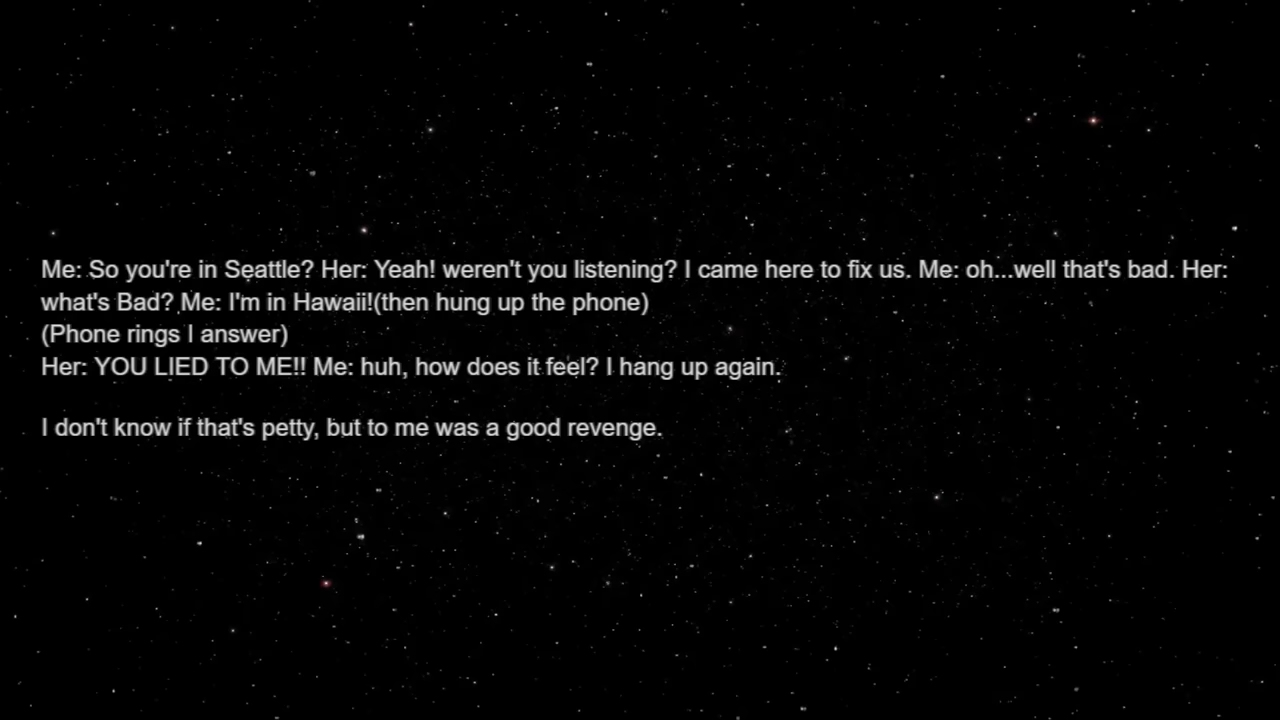 Me: So you're in Seattle? Her: Yeah! weren't you listening? I came here to fix us. Me: oh...well that's bad. Her:
what's Bad? Me: I'm in Hawaii!(then hung up the phone)
(Phone rings I answer)
Her: YOU LIED TO ME!! Me: huh, how does it feel? I hang up again.
I don't know if that's petty, but to me was a good revenge.